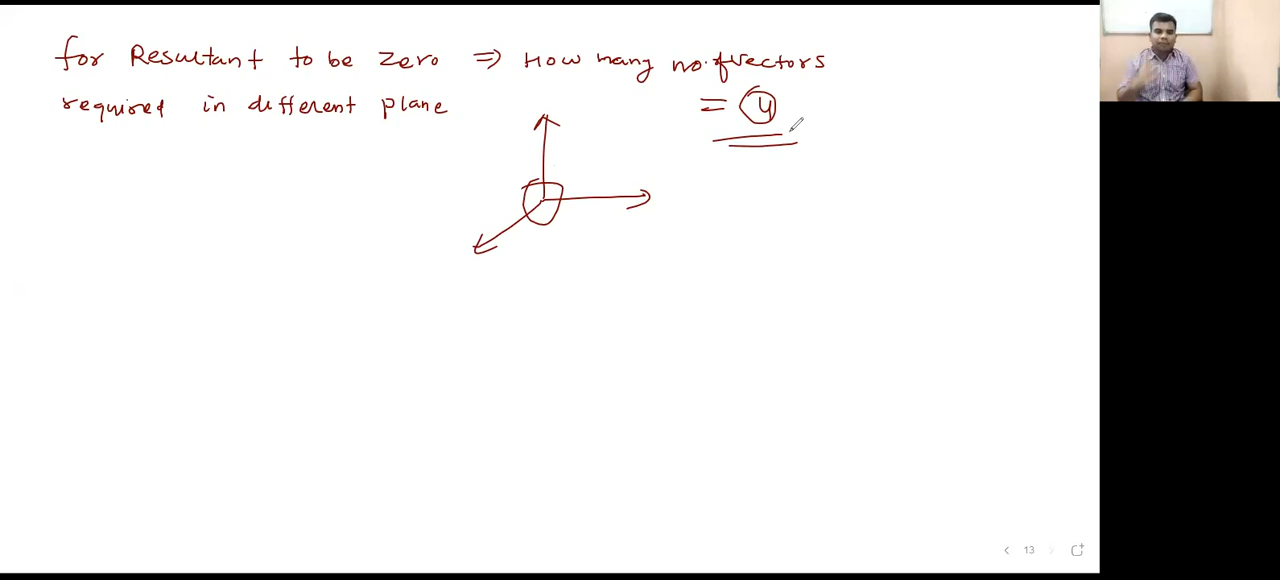 for Resultant to be zero ⇒ How many no. of vectors
required in different plane = 4
13